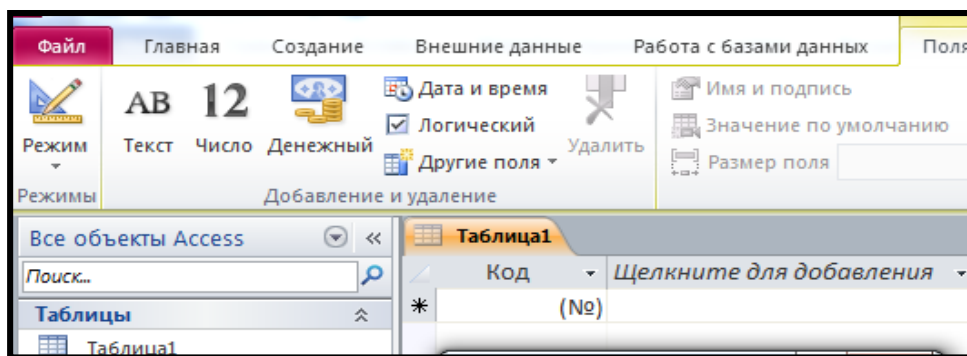 Файл Главная Создание Внешние данные Работа с базами данных Поля
AB 12 Дата и время Имя и подпись
Логический Значение по умолчанию
Режим Текст Число Денежный Удалить
Другие поля Размер поля
Режимы Добавление и удаление
Все объекты Access « Таблица1
Поиск... Код Щелкните для добавления
Таблицы * (№)
Таблица1